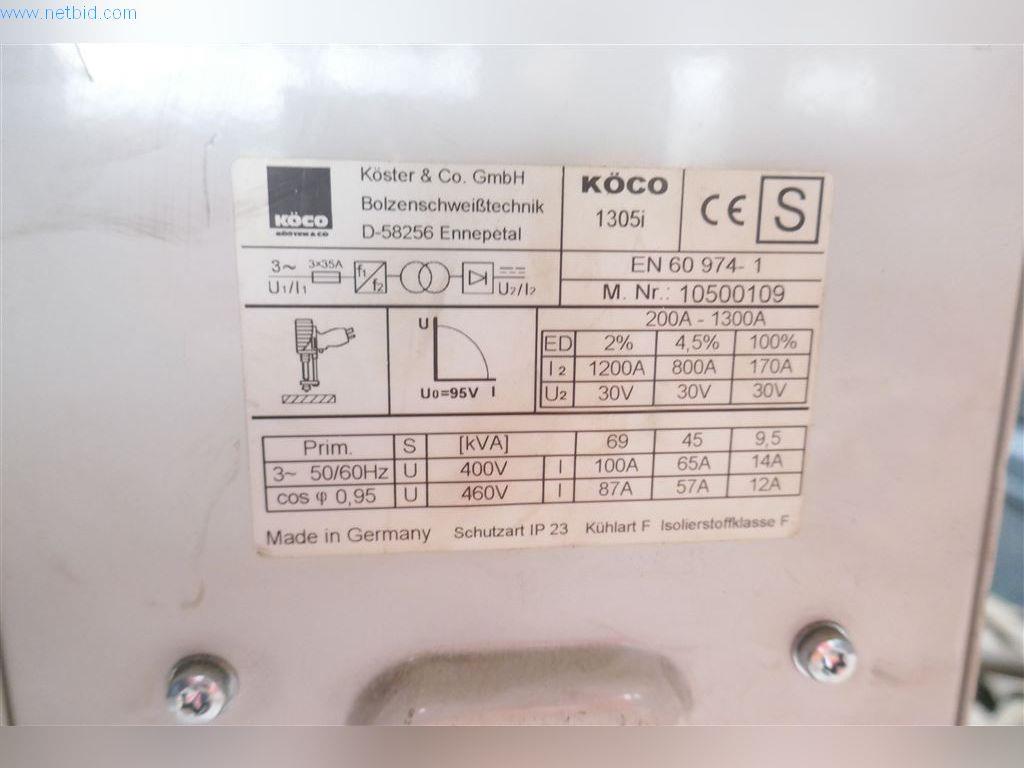 www.netbid.com
KÖCO
KÖSTER & CO
Köster & Co. GmbH
Bolzenschweißtechnik
D-58256 Ennepetal
KÖCO
1305i
CE
S
3~ 3×35A
U1/I1
f1
f2
U2/I2
EN 60 974-1
M. Nr.: 10500109
U
U0=95V I
200A - 1300A
ED 2% 4,5% 100%
I2 1200A 800A 170A
U2 30V 30V 30V
Prim. S [kVA] 69 45 9,5
3~ 50/60Hz U 400V I 100A 65A 14A
cos φ 0,95 U 460V I 87A 57A 12A
Made in Germany Schutzart IP 23 Kühlart F Isolierstoffklasse F